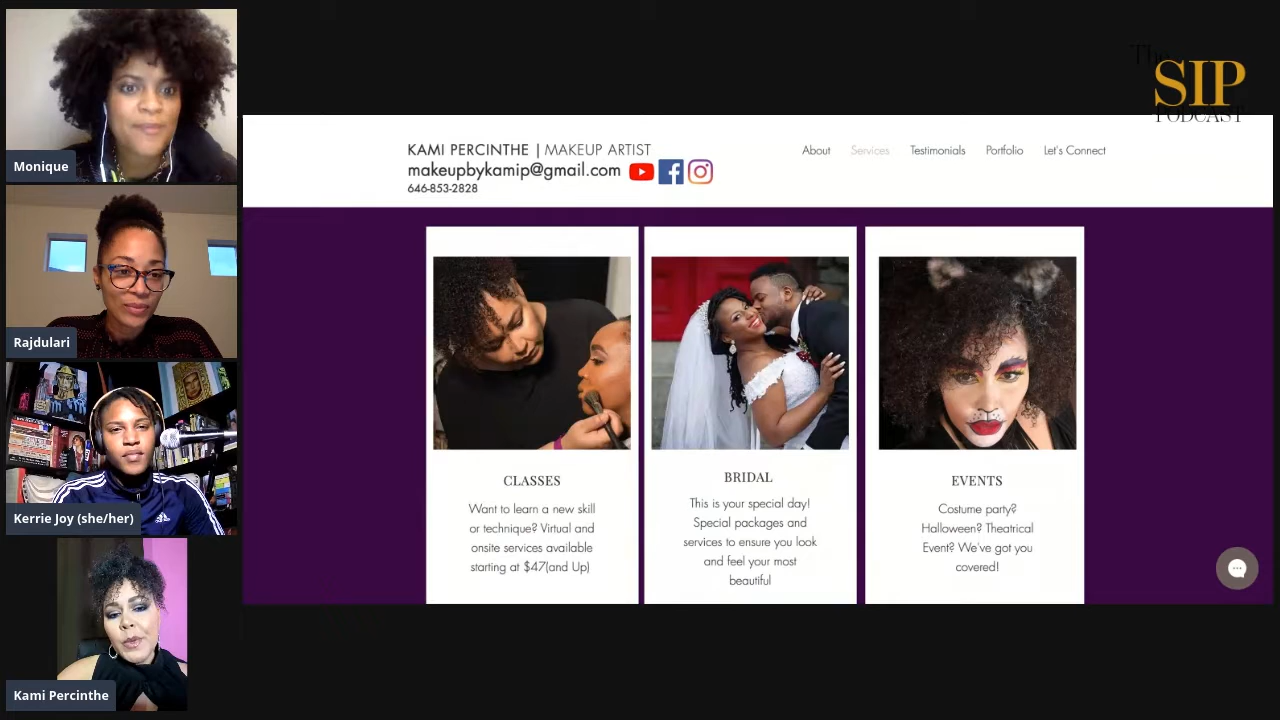 Monique
Rajdulari
Kerrie Joy (she/her)
Kami Percinthe
The
SIP
PODCAST
KAMI PERCINTHE | MAKEUP ARTIST
makeupbykamip@gmail.com
646-853-2828
About
Services
Testimonials
Portfolio
Let's Connect
CLASSES
Want to learn a new skill
or technique? Virtual and
onsite services available
starting at $47(and Up)
BRIDAL
This is your special day!
Special packages and
services to ensure you look
and feel your most
beautiful
EVENTS
Costume party?
Halloween? Theatrical
Event? We've got you
covered!